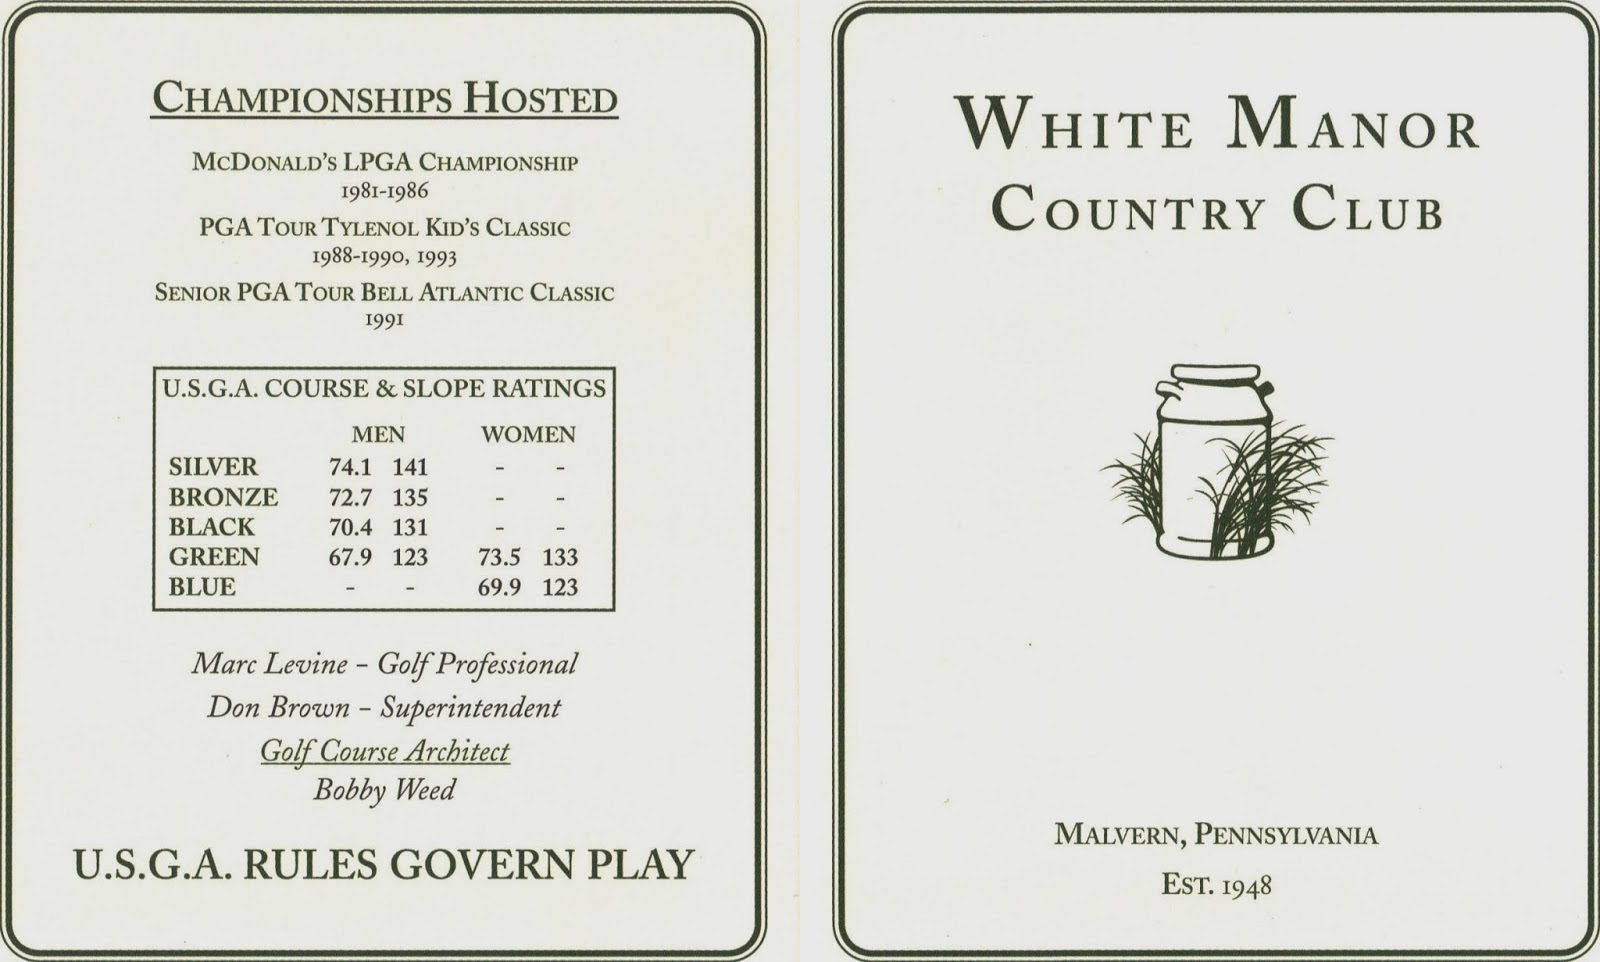 CHAMPIONSHIPS HOSTED
MCDONALD'S LPGA CHAMPIONSHIP
1981-1986
PGA TOUR TYLENOL KID'S CLASSIC
1988-1990, 1993
SENIOR PGA TOUR BELL ATLANTIC CLASSIC
1991
U.S.G.A. COURSE & SLOPE RATINGS
MEN WOMEN
SILVER 74.1 141 - -
BRONZE 72.7 135 - -
BLACK 70.4 131 - -
GREEN 67.9 123 73.5 133
BLUE - - 69.9 123
Marc Levine – Golf Professional
Don Brown – Superintendent
Golf Course Architect
Bobby Weed
U.S.G.A. RULES GOVERN PLAY
WHITE MANOR
COUNTRY CLUB
MALVERN, PENNSYLVANIA
EST. 1948